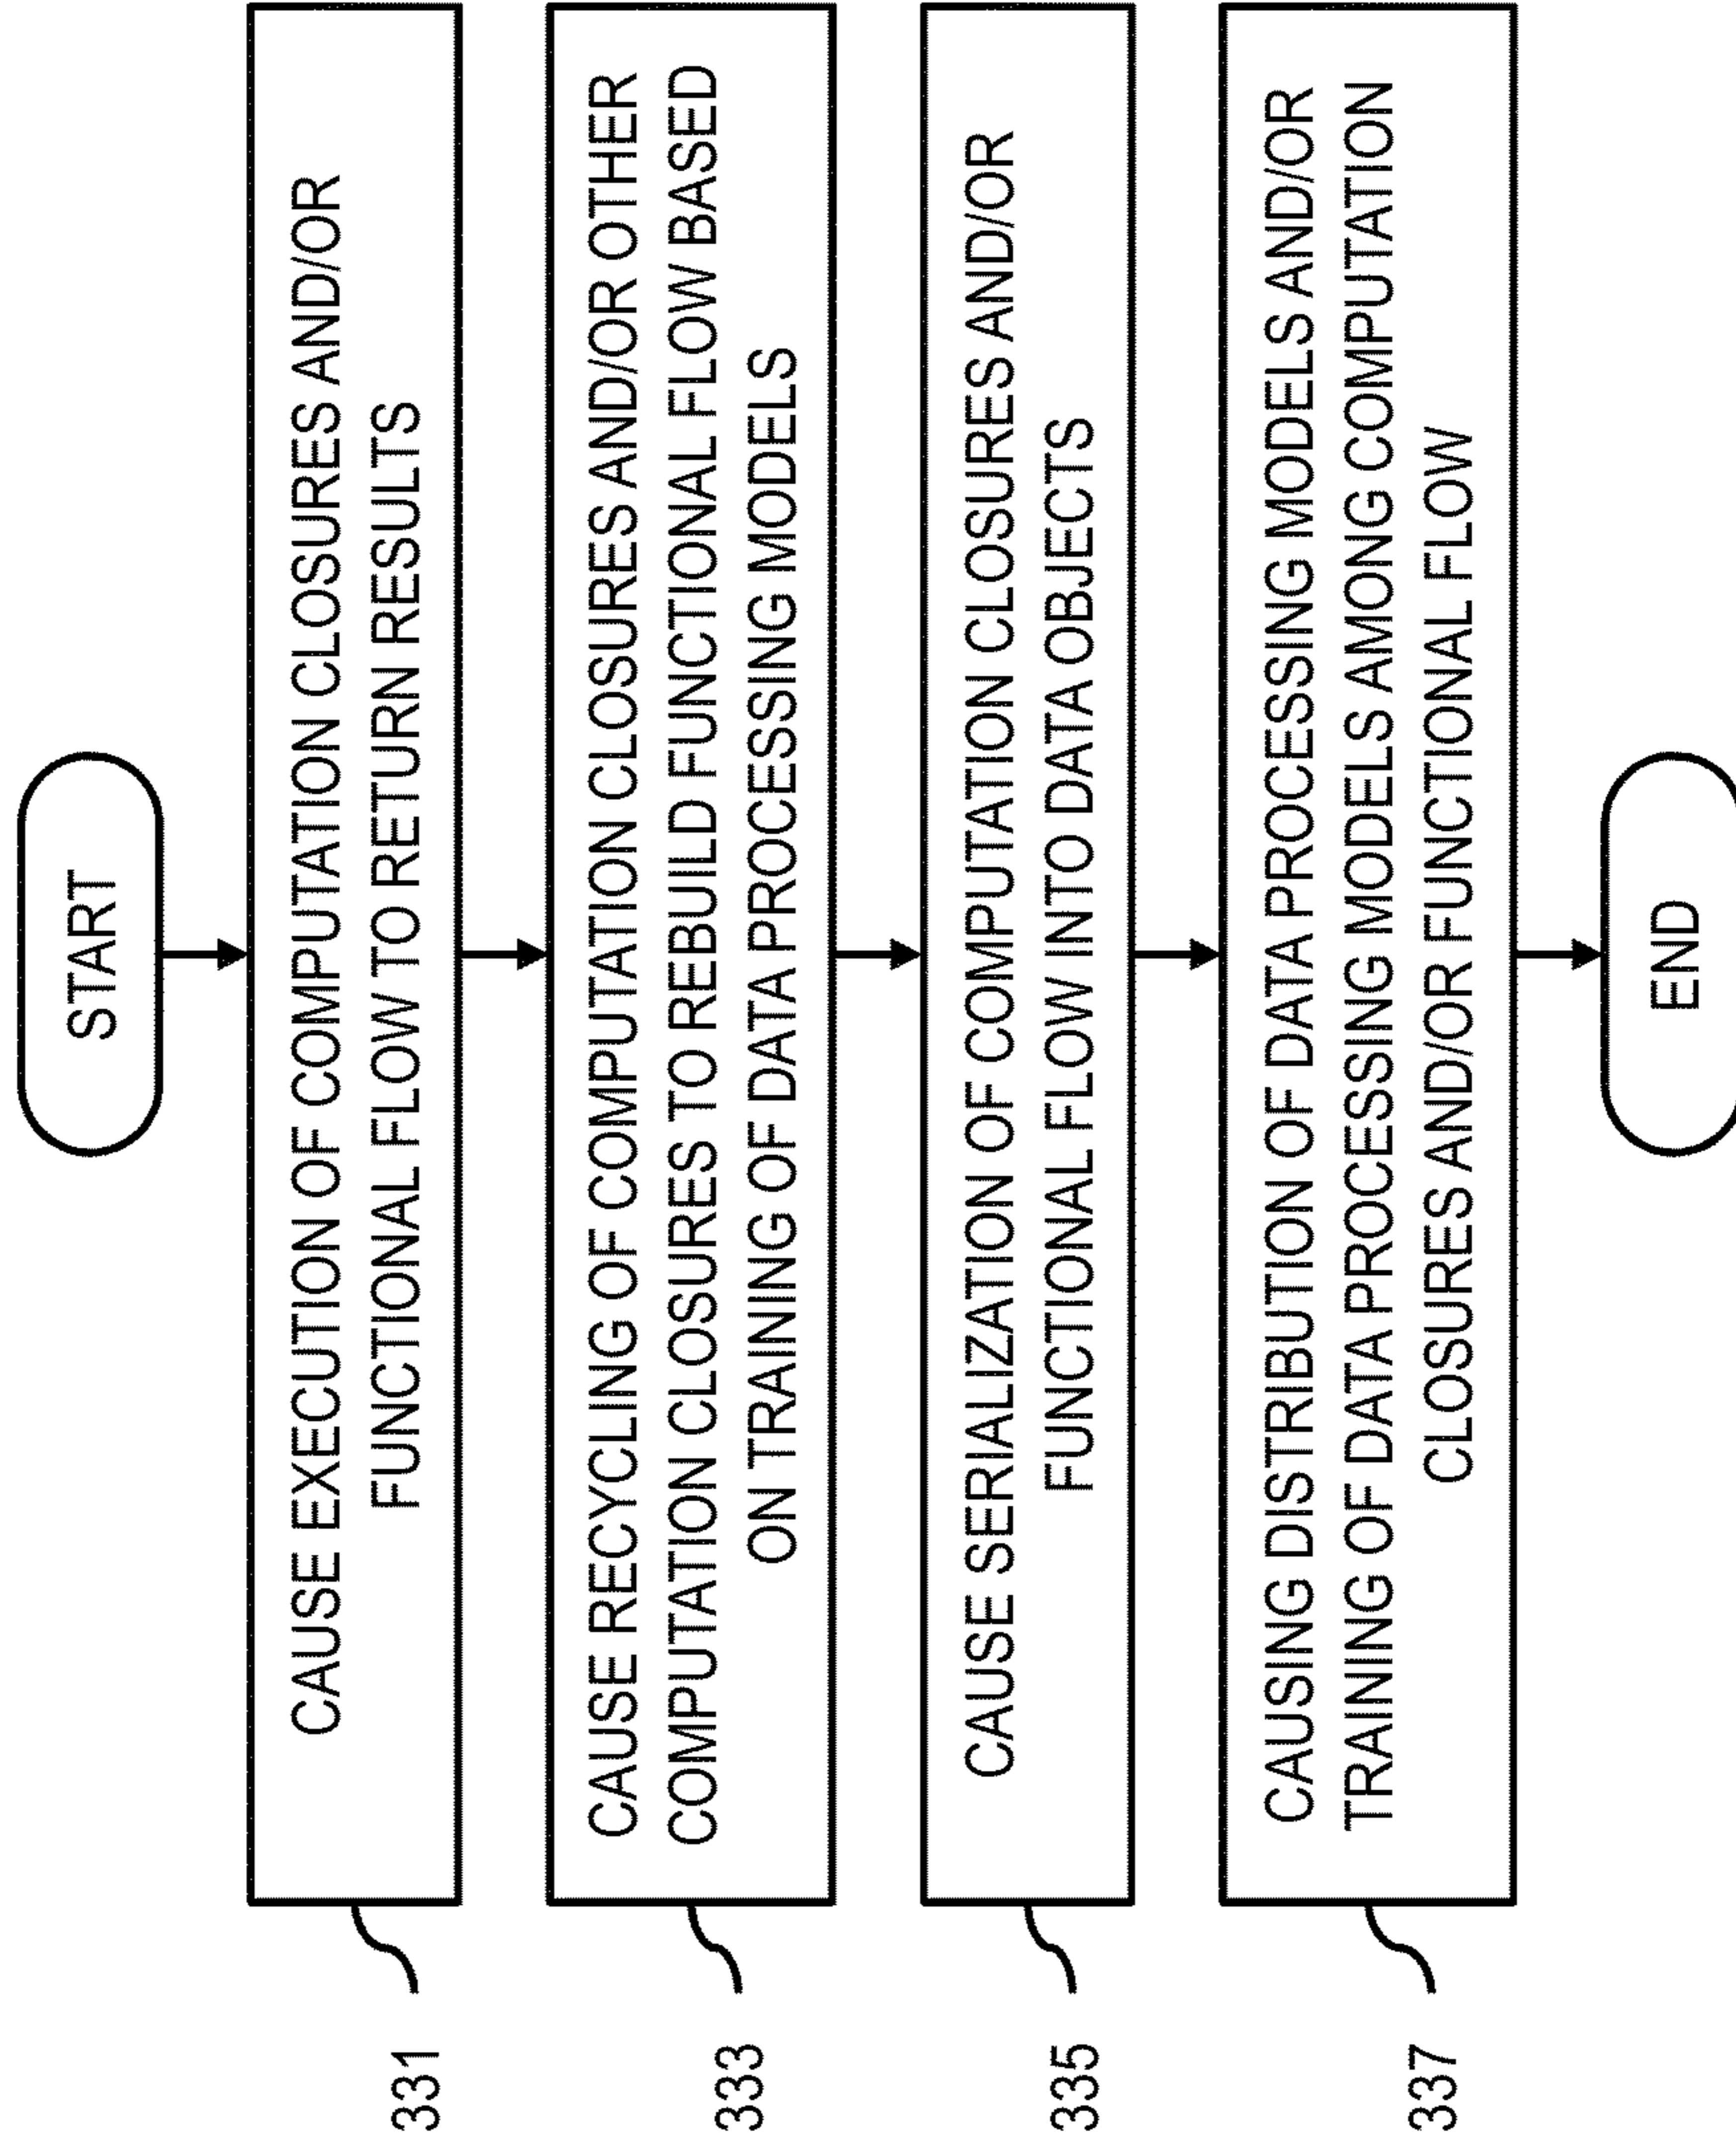 START
331
CAUSE EXECUTION OF COMPUTATION CLOSURES AND/OR
FUNCTIONAL FLOW TO RETURN RESULTS
333
CAUSE RECYCLING OF COMPUTATION CLOSURES AND/OR OTHER
COMPUTATION CLOSURES TO REBUILD FUNCTIONAL FLOW BASED
ON TRAINING OF DATA PROCESSING MODELS
335
CAUSE SERIALIZATION OF COMPUTATION CLOSURES AND/OR
FUNCTIONAL FLOW INTO DATA OBJECTS
337
CAUSING DISTRIBUTION OF DATA PROCESSING MODELS AND/OR
TRAINING OF DATA PROCESSING MODELS AMONG COMPUTATION
CLOSURES AND/OR FUNCTIONAL FLOW
END